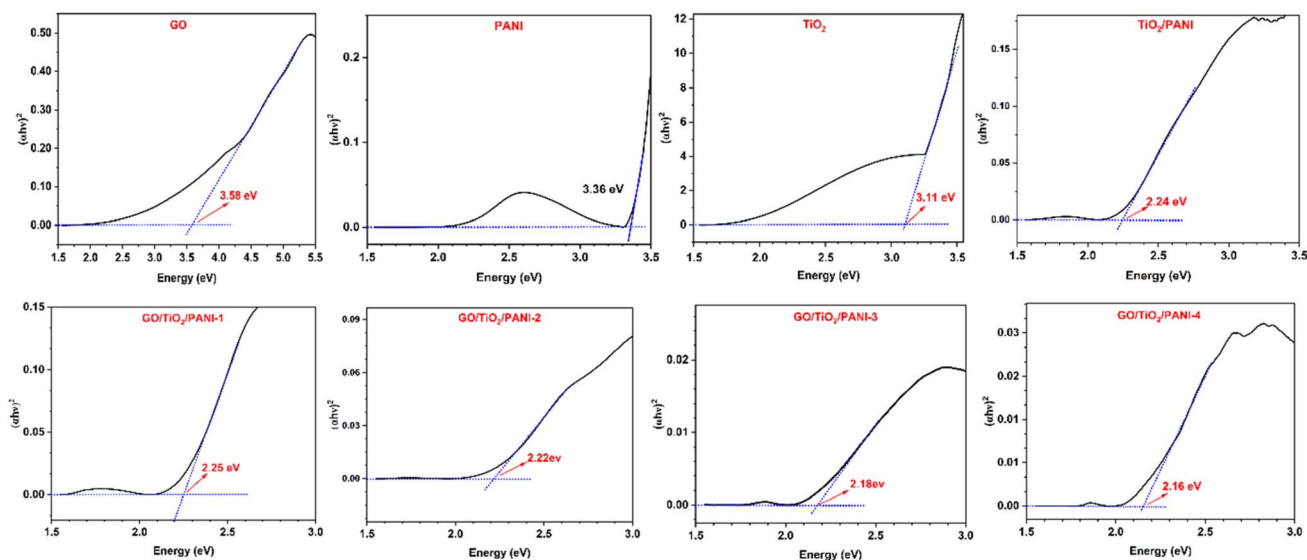 GO
0.50
0.40
0.30
0.20
0.10
0.00
(αhν)²
3.58 eV
1.5 2.0 2.5 3.0 3.5 4.0 4.5 5.0 5.5
Energy (eV)
PANI
0.2
0.1
0.0
(αhν)²
3.36 eV
1.5 2.0 2.5 3.0 3.5
Energy (eV)
TiO₂
12
10
8
6
4
2
0
(αhν)²
3.11 eV
1.5 2.0 2.5 3.0 3.5
Energy (eV)
TiO₂/PANI
0.15
0.10
0.05
0.00
(αhν)²
2.24 eV
1.5 2.0 2.5 3.0 3.5
Energy (eV)
GO/TiO₂/PANI-1
0.15
0.10
0.05
0.00
(αhν)²
2.25 eV
1.5 2.0 2.5 3.0
Energy (eV)
GO/TiO₂/PANI-2
0.09
0.06
0.03
0.00
(αhν)²
2.22ev
1.5 2.0 2.5 3.0
Energy (eV)
GO/TiO₂/PANI-3
0.02
0.01
0.00
(αhν)²
2.18ev
1.5 2.0 2.5 3.0
Energy (eV)
GO/TiO₂/PANI-4
0.03
0.02
0.01
0.01
0.00
(αhν)²
2.16 eV
1.5 2.0 2.5 3.0
Energy (eV)